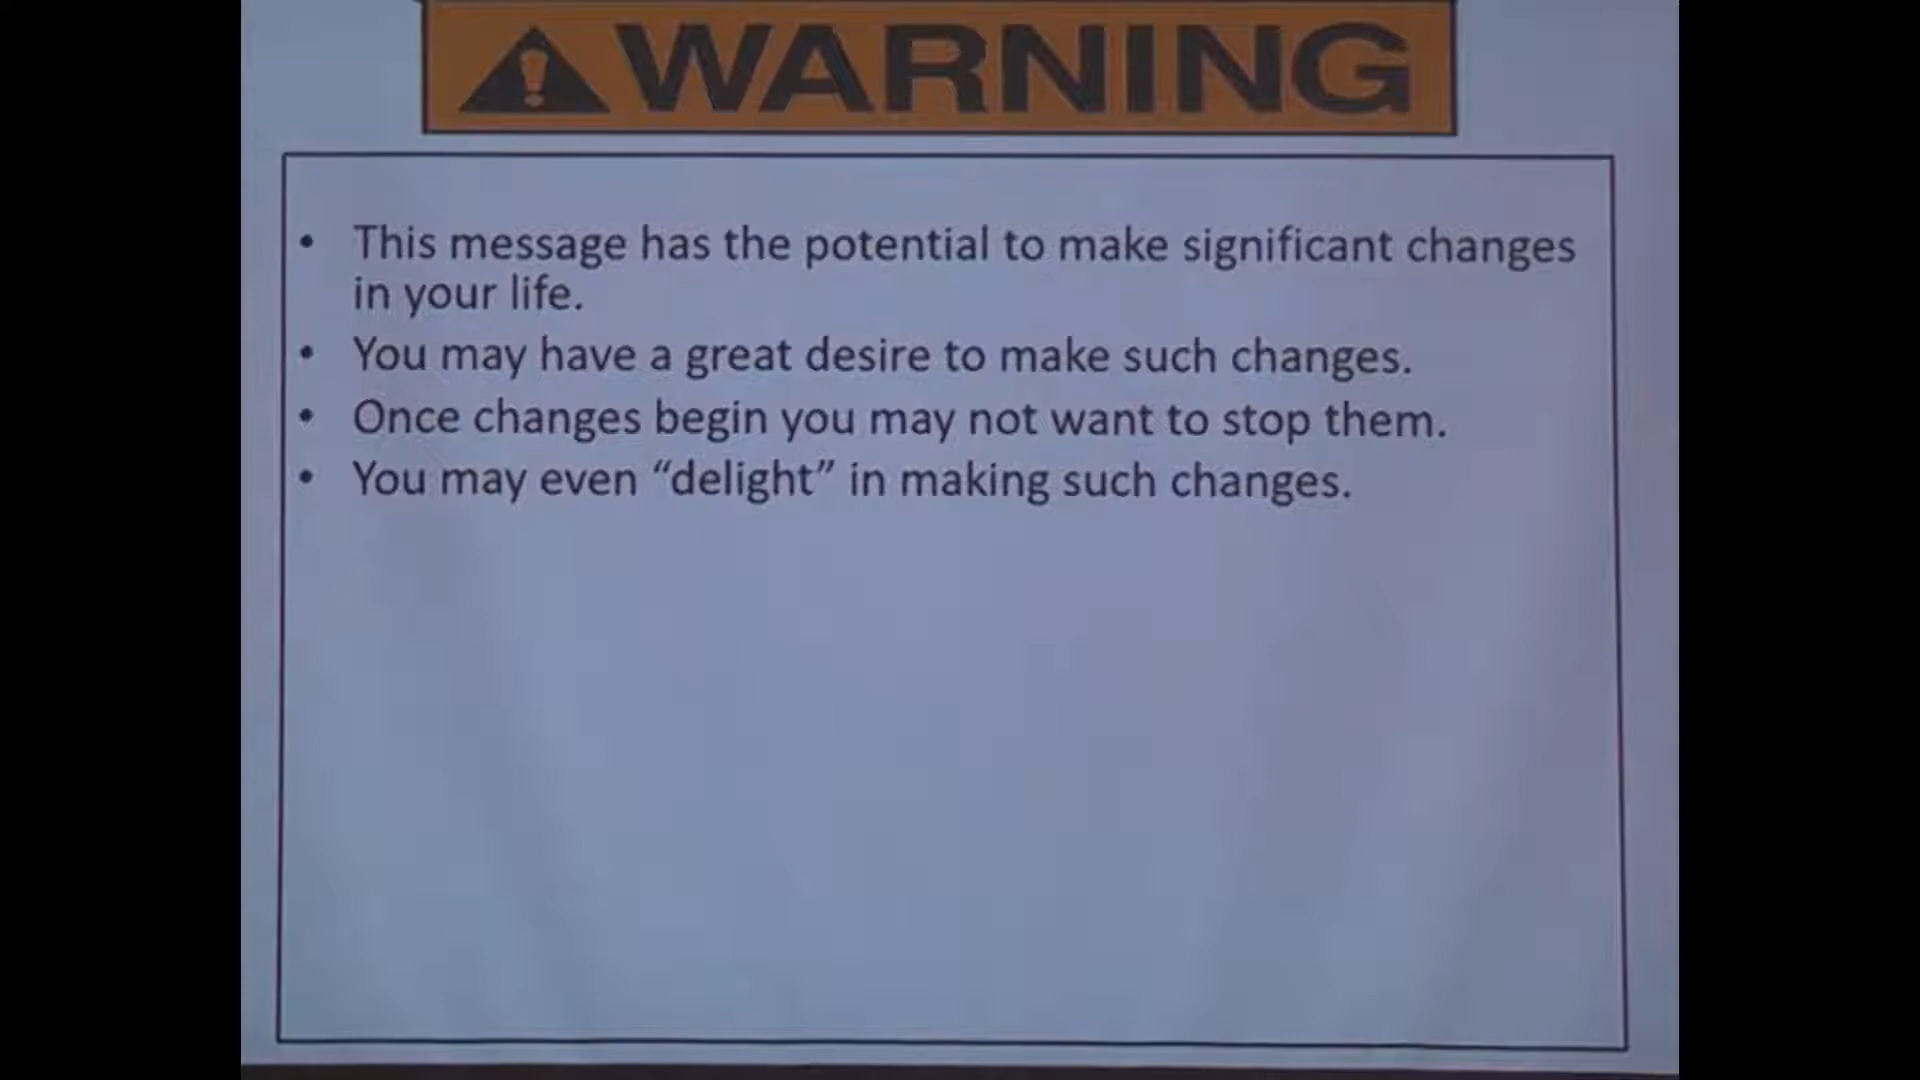 WARNING
• This message has the potential to make significant changes
in your life.
• You may have a great desire to make such changes.
• Once changes begin you may not want to stop them.
• You may even “delight” in making such changes.